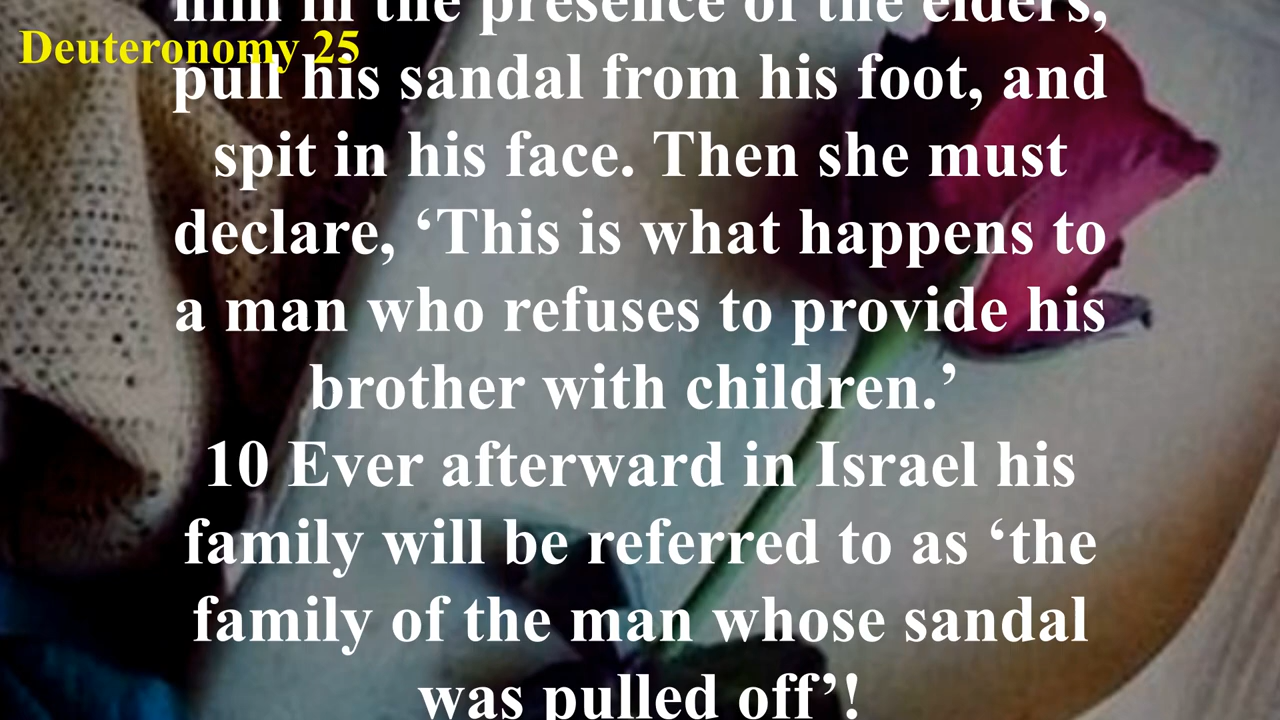 him in the presence of the elders,
Deuteronomy 25
pull his sandal from his foot, and
spit in his face. Then she must
declare, ‘This is what happens to
a man who refuses to provide his
brother with children.’
10 Ever afterward in Israel his
family will be referred to as ‘the
family of the man whose sandal
was pulled off’!